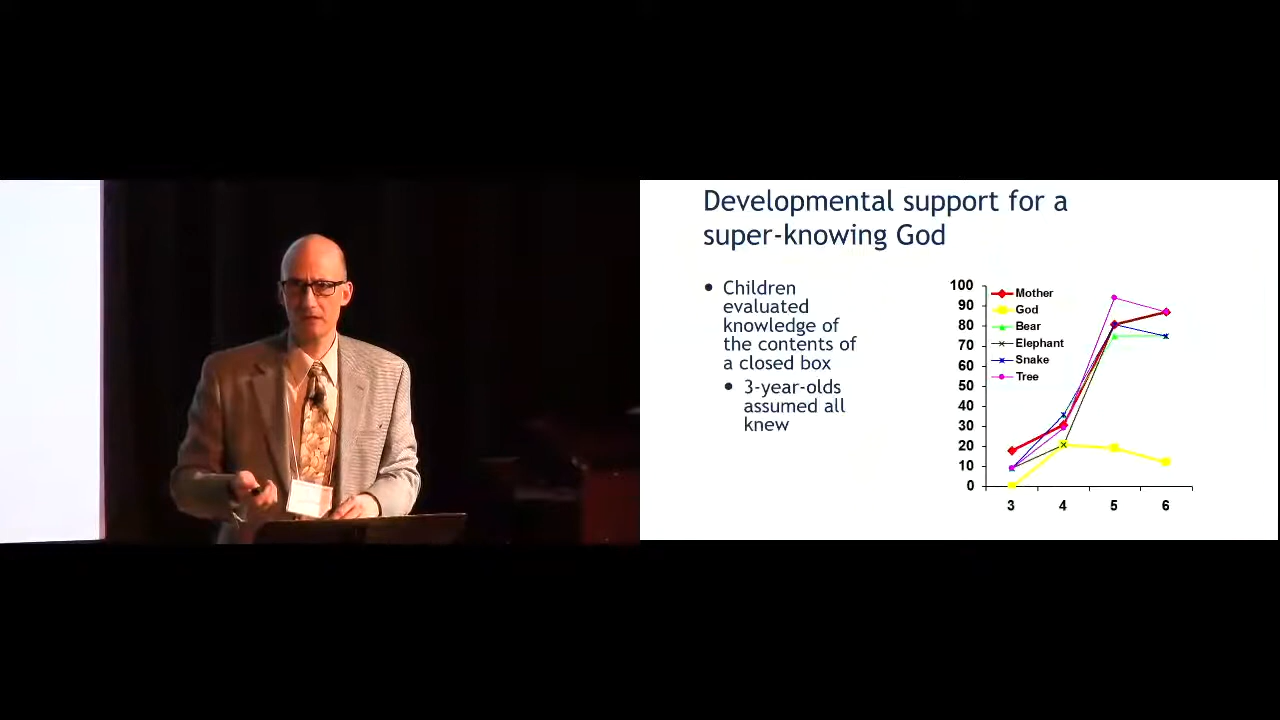 Developmental support for a
super-knowing God
• Children
evaluated
knowledge of
the contents of
a closed box
• 3-year-olds
assumed all
knew
100
90
80
70
60
50
40
30
20
10
0
Mother
God
Bear
Elephant
Snake
Tree
3 4 5 6